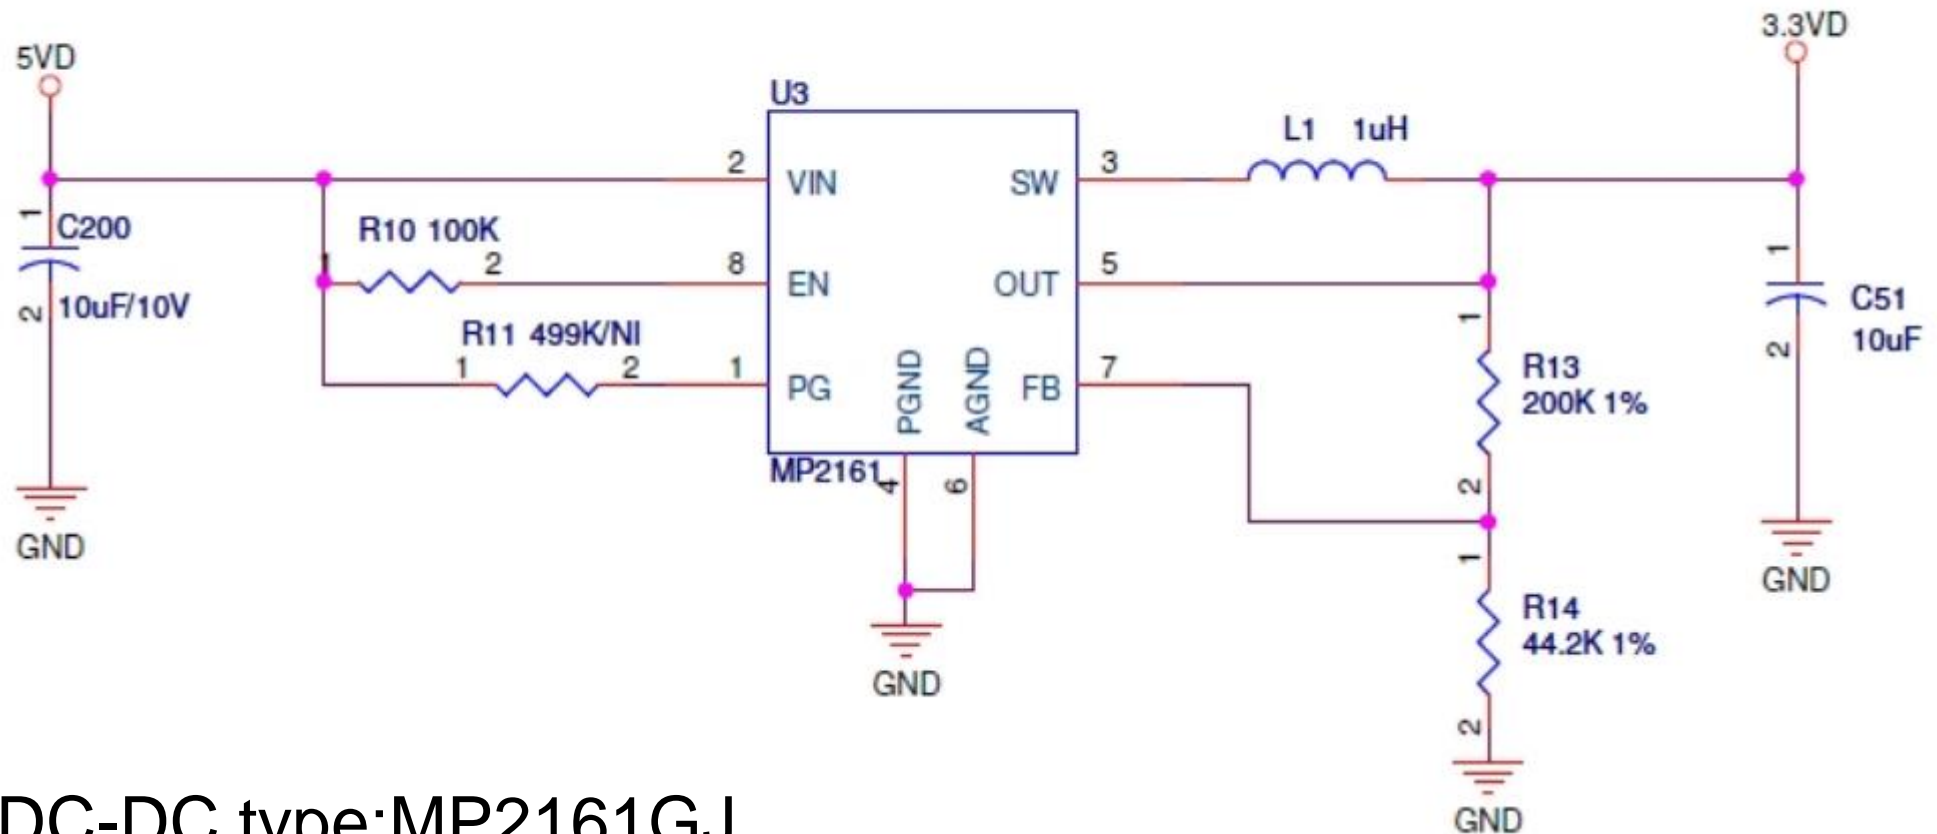 5VD
3.3VD
U3
L1 1uH
2
VIN
SW
3
1
C200
R10 100K
1
2
8
EN
OUT
5
1
C51
10uF
2
10uF/10V
2
R11 499K/NI
1
2
1
PG
PGND
AGND
FB
7
1
R13
200K 1%
2
MP2161
4
6
GND
GND
1
R14
44.2K 1%
2
GND
GND
DC-DC type:MP2161GJ